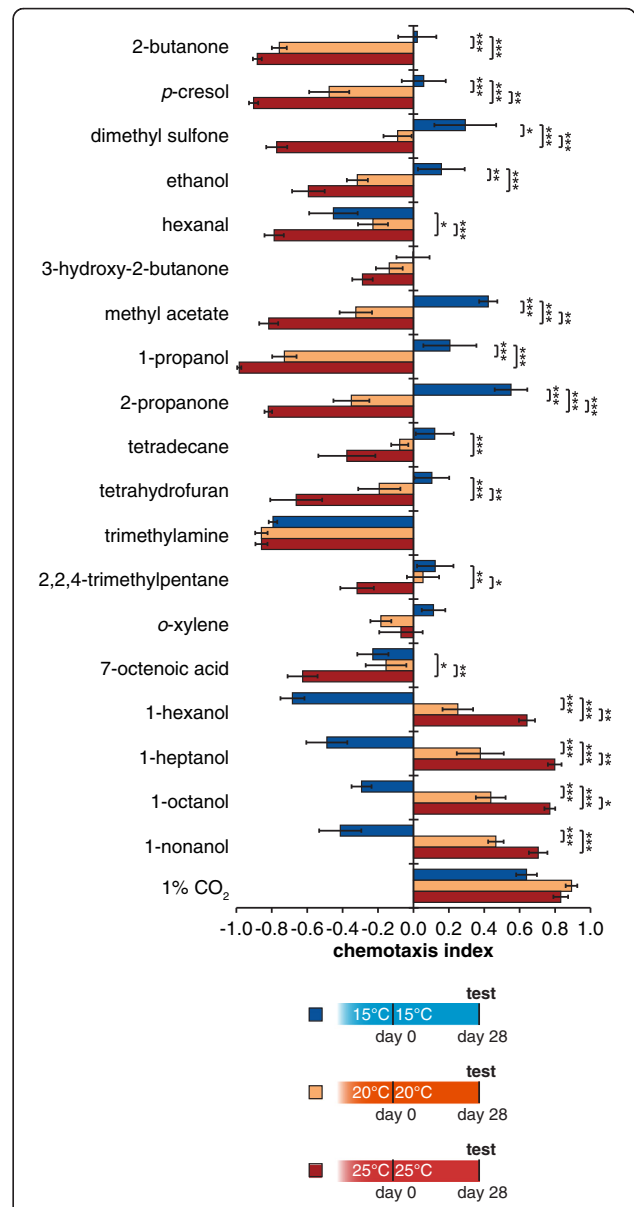 2-butanone
*** ***
p-cresol
*** *** **
dimethyl sulfone
* *** ***
ethanol
** ***
hexanal
* ***
3-hydroxy-2-butanone
methyl acetate
*** *** **
1-propanol
*** ***
2-propanone
*** *** ***
tetradecane
***
tetrahydrofuran
*** **
trimethylamine
2,2,4-trimethylpentane
** *
o-xylene
7-octenoic acid
* **
1-hexanol
*** *** **
1-heptanol
*** *** **
1-octanol
*** *** *
1-nonanol
*** ***
1% CO₂
-1.0 -0.8 -0.6 -0.4 -0.2 0.0 0.2 0.4 0.6 0.8 1.0
chemotaxis index
test
15°C 15°C
day 0 day 28
test
20°C 20°C
day 0 day 28
test
25°C 25°C
day 0 day 28